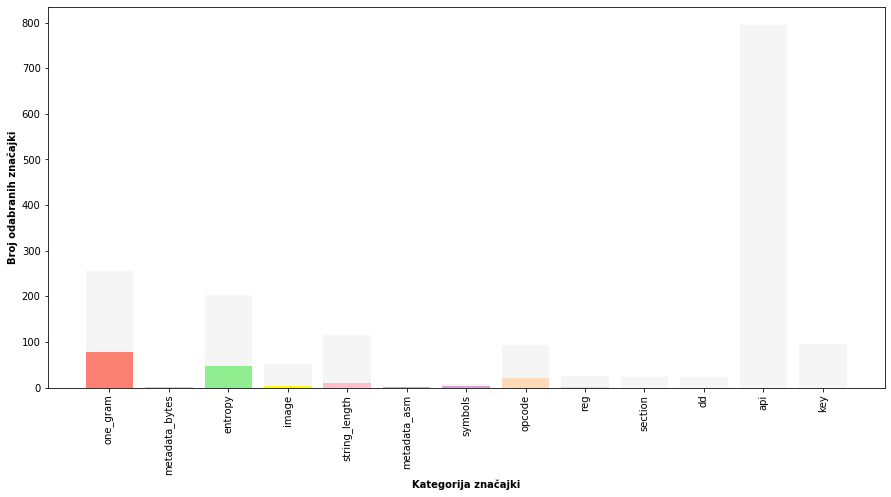 800
700
600
500
400
300
200
100
0
Broj odabranih značajki
one_gram
metadata_bytes
entropy
image
string_length
metadata_asm
symbols
opcode
reg
section
dd
api
key
Kategorija značajki